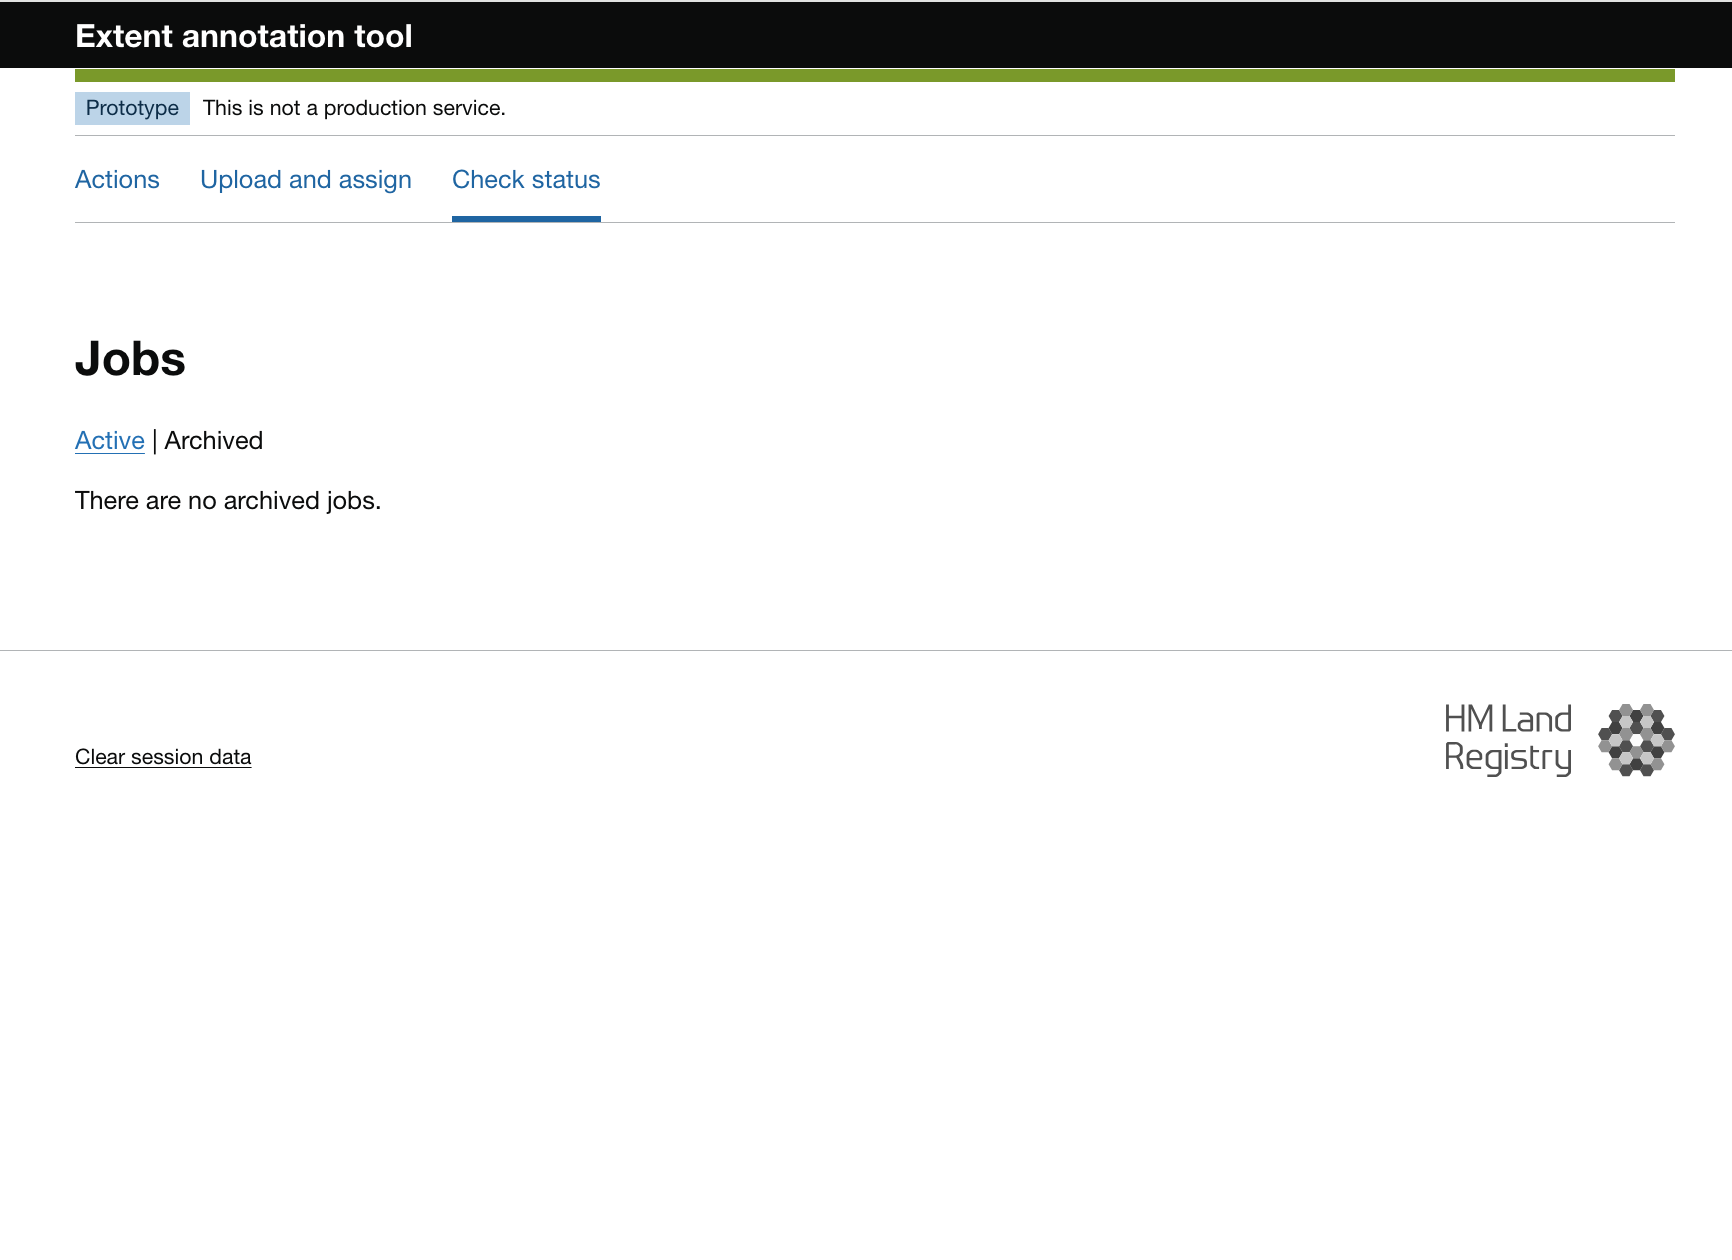 Extent annotation tool
Prototype This is not a production service.
Actions Upload and assign Check status
Jobs
Active | Archived
There are no archived jobs.
Clear session data
HM Land
Registry